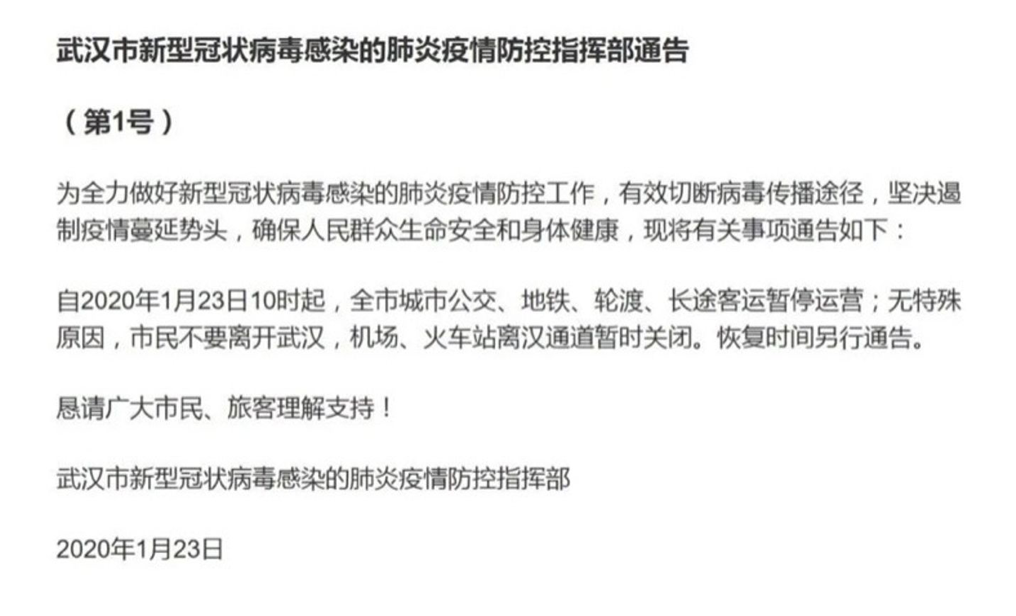 武汉市新型冠状病毒感染的肺炎疫情防控指挥部通告
（第1号）
为全力做好新型冠状病毒感染的肺炎疫情防控工作，有效切断病毒传播途径，坚决遏
制疫情蔓延势头，确保人民群众生命安全和身体健康，现将有关事项通告如下：
自2020年1月23日10时起，全市城市公交、地铁、轮渡、长途客运暂停运营；无特殊
原因，市民不要离开武汉，机场、火车站离汉通道暂时关闭。恢复时间另行通告。
恳请广大市民、旅客理解支持！
武汉市新型冠状病毒感染的肺炎疫情防控指挥部
2020年1月23日